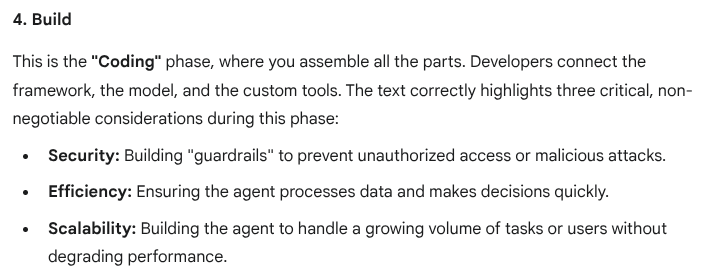 4. Build
This is the "Coding" phase, where you assemble all the parts. Developers connect the
framework, the model, and the custom tools. The text correctly highlights three critical, non-
negotiable considerations during this phase:
• Security: Building "guardrails" to prevent unauthorized access or malicious attacks.
• Efficiency: Ensuring the agent processes data and makes decisions quickly.
• Scalability: Building the agent to handle a growing volume of tasks or users without
degrading performance.